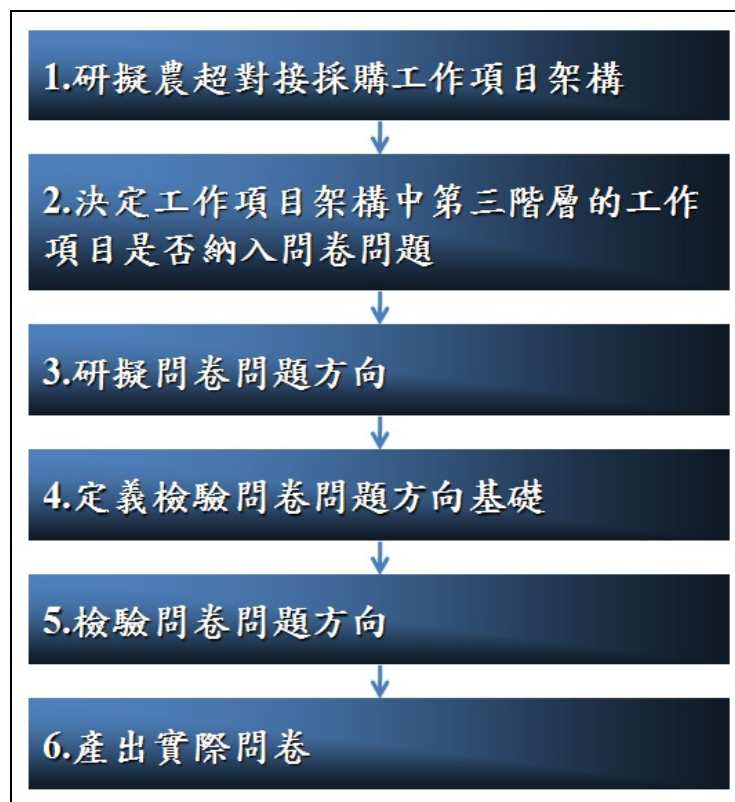 1.研擬農超對接採購工作項目架構
2.決定工作項目架構中第三階層的工作
項目是否納入問卷問題
3.研擬問卷問題方向
4.定義檢驗問卷問題方向基礎
5.檢驗問卷問題方向
6.產出實際問卷